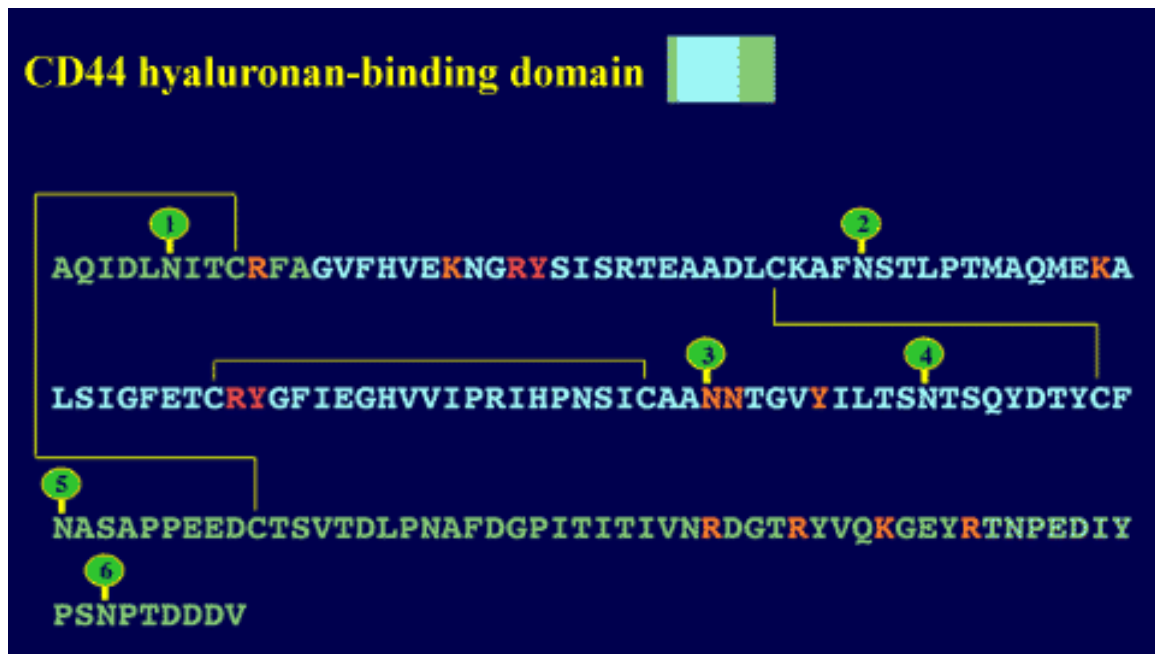 CD44 hyaluronan-binding domain
1 2
AQIDLNITCRFAGVFHVEKNGRYSISRTEAADLCKAFNSTLPTMAQMEKA
3 4
LSIGFETCRYGFIEGHVVIPRIHPNSICAANNTGVYILTSNTSQYDTYCF
5
NASAPPEEDCTSVTDLPNAFDGPITITIVNRDGTRYVQKGEYRTNPEDIY
6
PSNPTDDDV